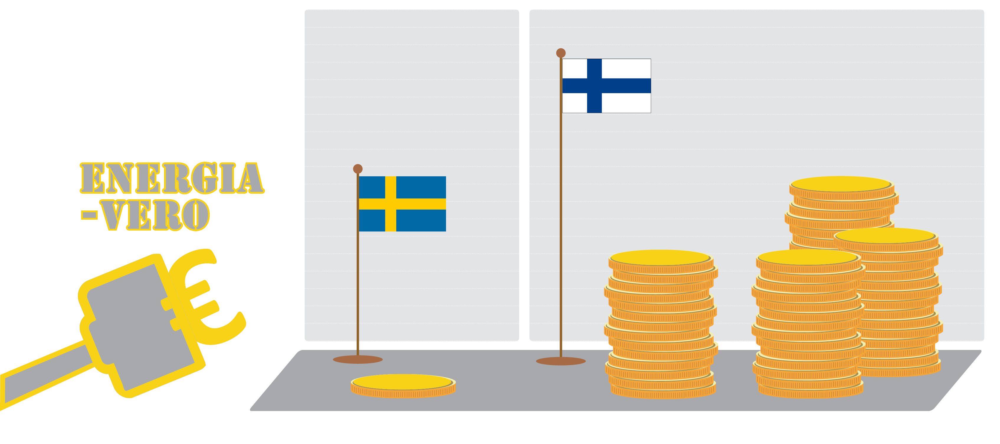 ENERGIA
-VERO
€